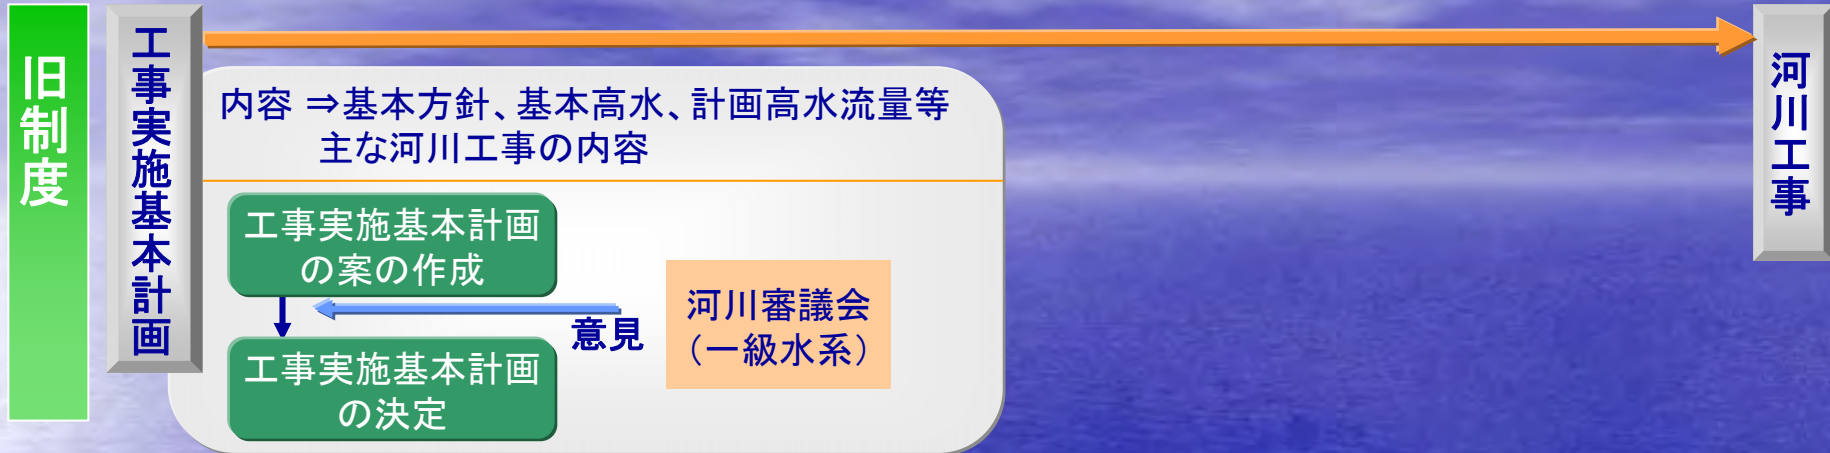 旧制度
工事実施基本計画
内容 ⇒基本方針、基本高水、計画高水流量等
主な河川工事の内容
工事実施基本計画
の案の作成
意見
河川審議会
（一級水系）
工事実施基本計画
の決定
河川工事